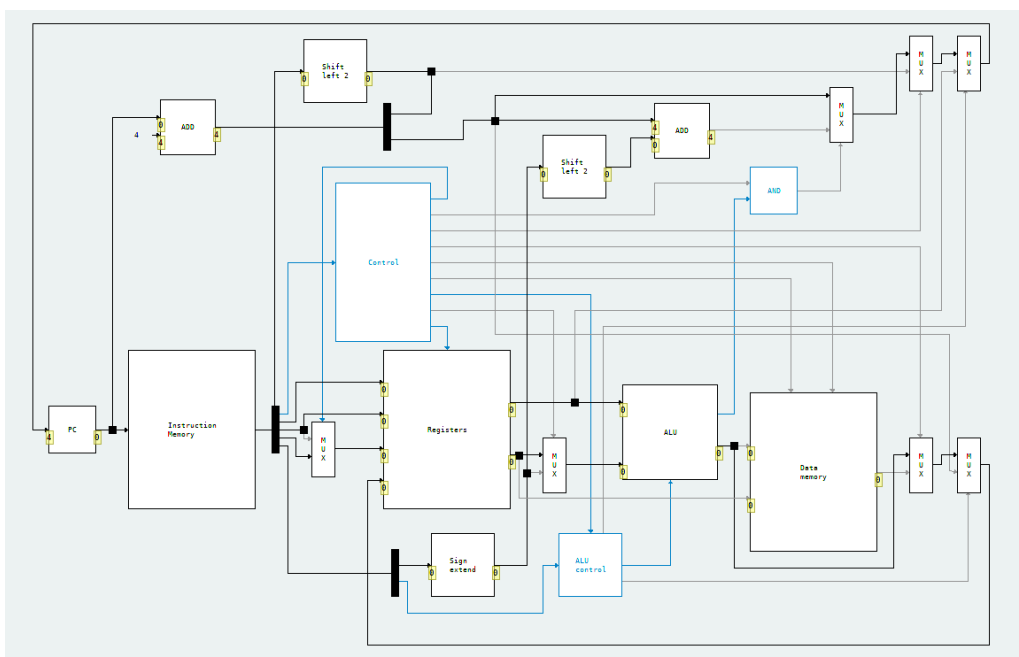 Shift
left 2
0
0
M
U
X
M
U
X
ADD
0
4
4
4
M
U
X
ADD
4
0
4
Shift
left 2
0
0
AND
Control
Instruction
Memory
PC
4
0
M
U
X
Registers
0
0
0
0
0
0
M
U
X
ALU
0
0
0
Data
memory
0
0
0
M
U
X
M
U
X
Sign
extend
0
0
ALU
control